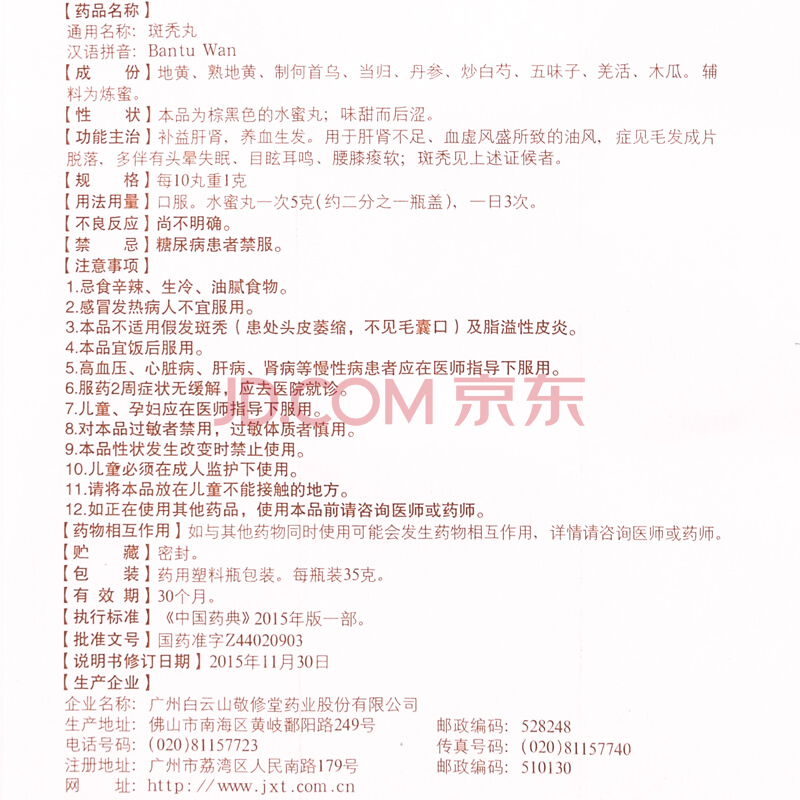 【药品名称】
通用名称：斑秃丸
汉语拼音：Bantu Wan
【成　　份】地黄、熟地黄、制何首乌、当归、丹参、炒白芍、五味子、羌活、木瓜。辅
料为炼蜜。
【性　　状】本品为棕黑色的水蜜丸；味甜而后涩。
【功能主治】补益肝肾，养血生发。用于肝肾不足、血虚风盛所致的油风，症见毛发成片
脱落，多伴有头晕失眠、目眩耳鸣、腰膝痠软；斑秃见上述证候者。
【规　　格】每10丸重1克
【用法用量】口服。水蜜丸一次5克(约二分之一瓶盖)，一日3次。
【不良反应】尚不明确。
【禁　　忌】糖尿病患者禁服。
【注意事项】
1.忌食辛辣、生冷、油腻食物。
2.感冒发热病人不宜服用。
3.本品不适用假发斑秃（患处头皮萎缩，不见毛囊口）及脂溢性皮炎。
4.本品宜饭后服用。
5.高血压、心脏病、肝病、肾病等慢性病患者应在医师指导下服用。
6.服药2周症状无缓解，应去医院就诊。
JD.COM 京东
7.儿童、孕妇应在医师指导下服用。
8.对本品过敏者禁用，过敏体质者慎用。
9.本品性状发生改变时禁止使用。
10.儿童必须在成人监护下使用。
11.请将本品放在儿童不能接触的地方。
12.如正在使用其他药品，使用本品前请咨询医师或药师。
【药物相互作用】如与其他药物同时使用可能会发生药物相互作用，详情请咨询医师或药师。
【贮　　藏】密封。
【包　　装】药用塑料瓶包装。每瓶装35克。
【有 效 期】30个月。
【执行标准】《中国药典》2015年版一部。
【批准文号】国药准字Z44020903
【说明书修订日期】2015年11月30日
【生产企业】
企业名称：广州白云山敬修堂药业股份有限公司
生产地址：佛山市南海区黄岐鄱阳路249号　邮政编码：528248
电话号码：(020)81157723　传真号码：(020)81157740
注册地址：广州市荔湾区人民南路179号　邮政编码：510130
网　　址：http://www.jxt.com.cn